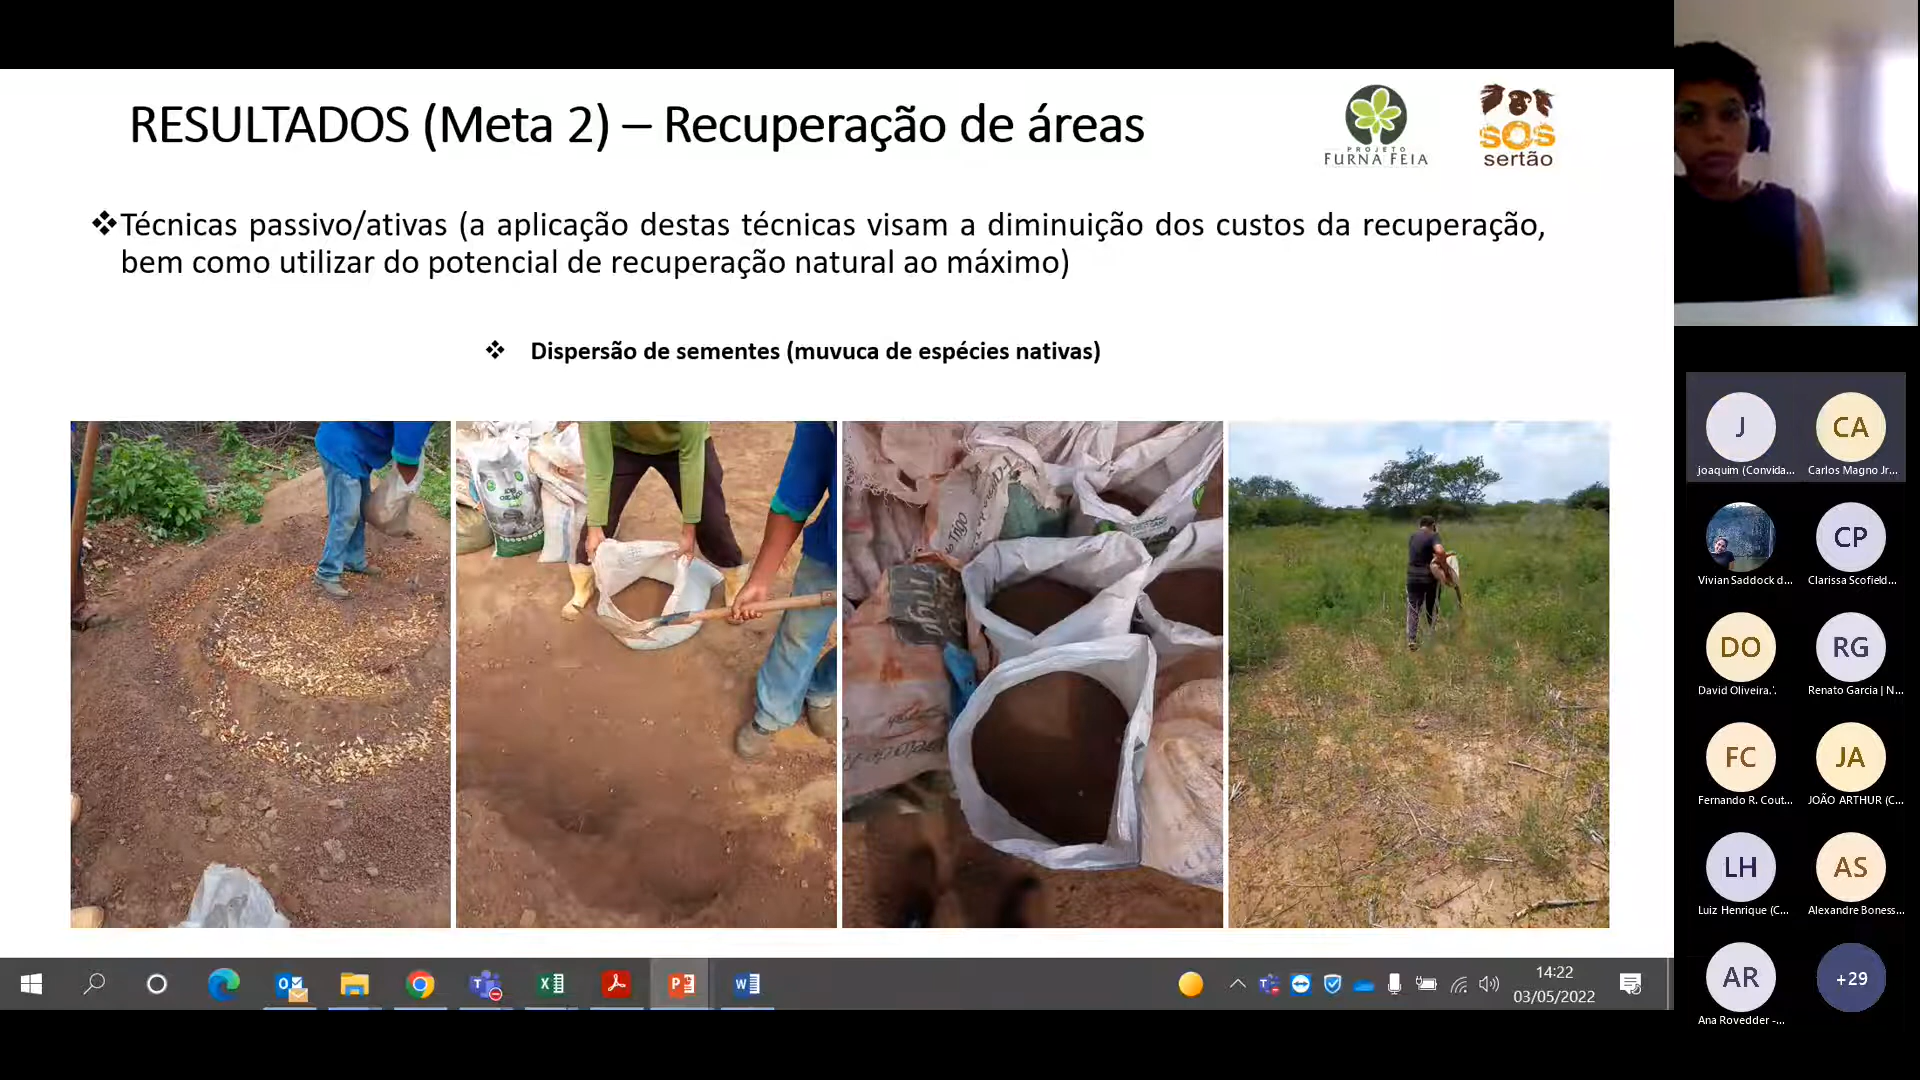 RESULTADOS (Meta 2) – Recuperação de áreas
PROJETO
FURNA FEIA
SOS
sertão
❖Técnicas passivo/ativas (a aplicação destas técnicas visam a diminuição dos custos da recuperação,
bem como utilizar do potencial de recuperação natural ao máximo)
❖ Dispersão de sementes (muvuca de espécies nativas)
Trigo
J
CA
joaquim (Convida...
Carlos Magno Jr...
CP
Vivian Saddock d...
Clarissa Scofield...
DO
RG
David Oliveira.'.
Renato Garcia | N...
FC
JA
Fernando R. Cout...
JOÃO ARTHUR (C...
LH
AS
Luiz Henrique (C...
Alexandre Boness...
AR
+29
Ana Rovedder -...
14:22
03/05/2022